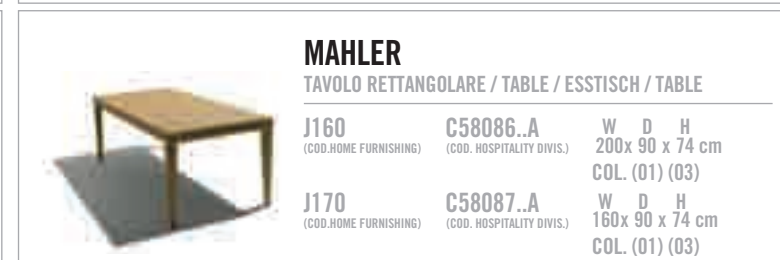 MAHLER
TAVOLO RETTANGOLARE / TABLE / ESSTISCH / TABLE
J160 C58086..A W D H
(COD.HOME FURNISHING) (COD. HOSPITALITY DIVIS.) 200x 90 x 74 cm
COL. (01) (03)
J170 C58087..A W D H
(COD.HOME FURNISHING) (COD. HOSPITALITY DIVIS.) 160x 90 x 74 cm
COL. (01) (03)